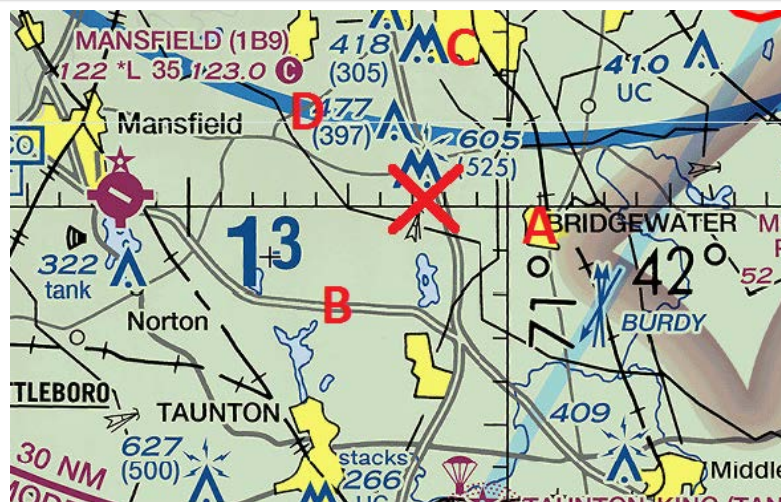 MANSFIELD (1B9)
122 *L 35 123.0 C
418
(305)
C
410
UC
D
477
(397)
Mansfield
605
(525)
A
BRIDGEWATER
13
322
tank
42°
71°
52
B
BURDY
Norton
TTLEBORO
TAUNTON
409
627
(500)
stacks
266
UC
30 NM
Middle